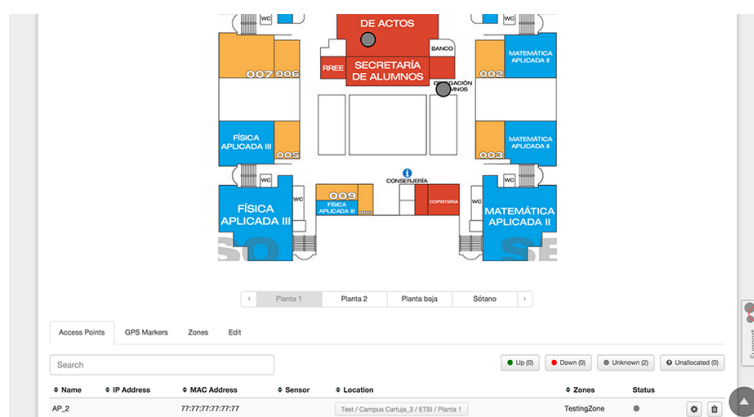 DE ACTOS
WC
WC
BANCO
007 006
RREE
SECRETARÍA
DE ALUMNOS
002
MATEMÁTICA
APLICADA II
FÍSICA
APLICADA III
005
003
MATEMÁTICA
APLICADA II
WC
WC
CONSERJERÍA
009
FÍSICA
APLICADA III
WC
WC
COPISTERÍA
FÍSICA
APLICADA III
MATEMÁTICA
APLICADA II
Planta 1
Planta 2
Planta baja
Sótano
Access Points
GPS Markers
Zones
Edit
Search
Up (0)
Down (0)
Unknown (2)
Unallocated (0)
Support
Name
IP Address
MAC Address
Sensor
Location
Zones
Status
AP_2
77:77:77:77:77:77
Test / Campus Cartuja_3 / ETSI / Planta 1
TestingZone